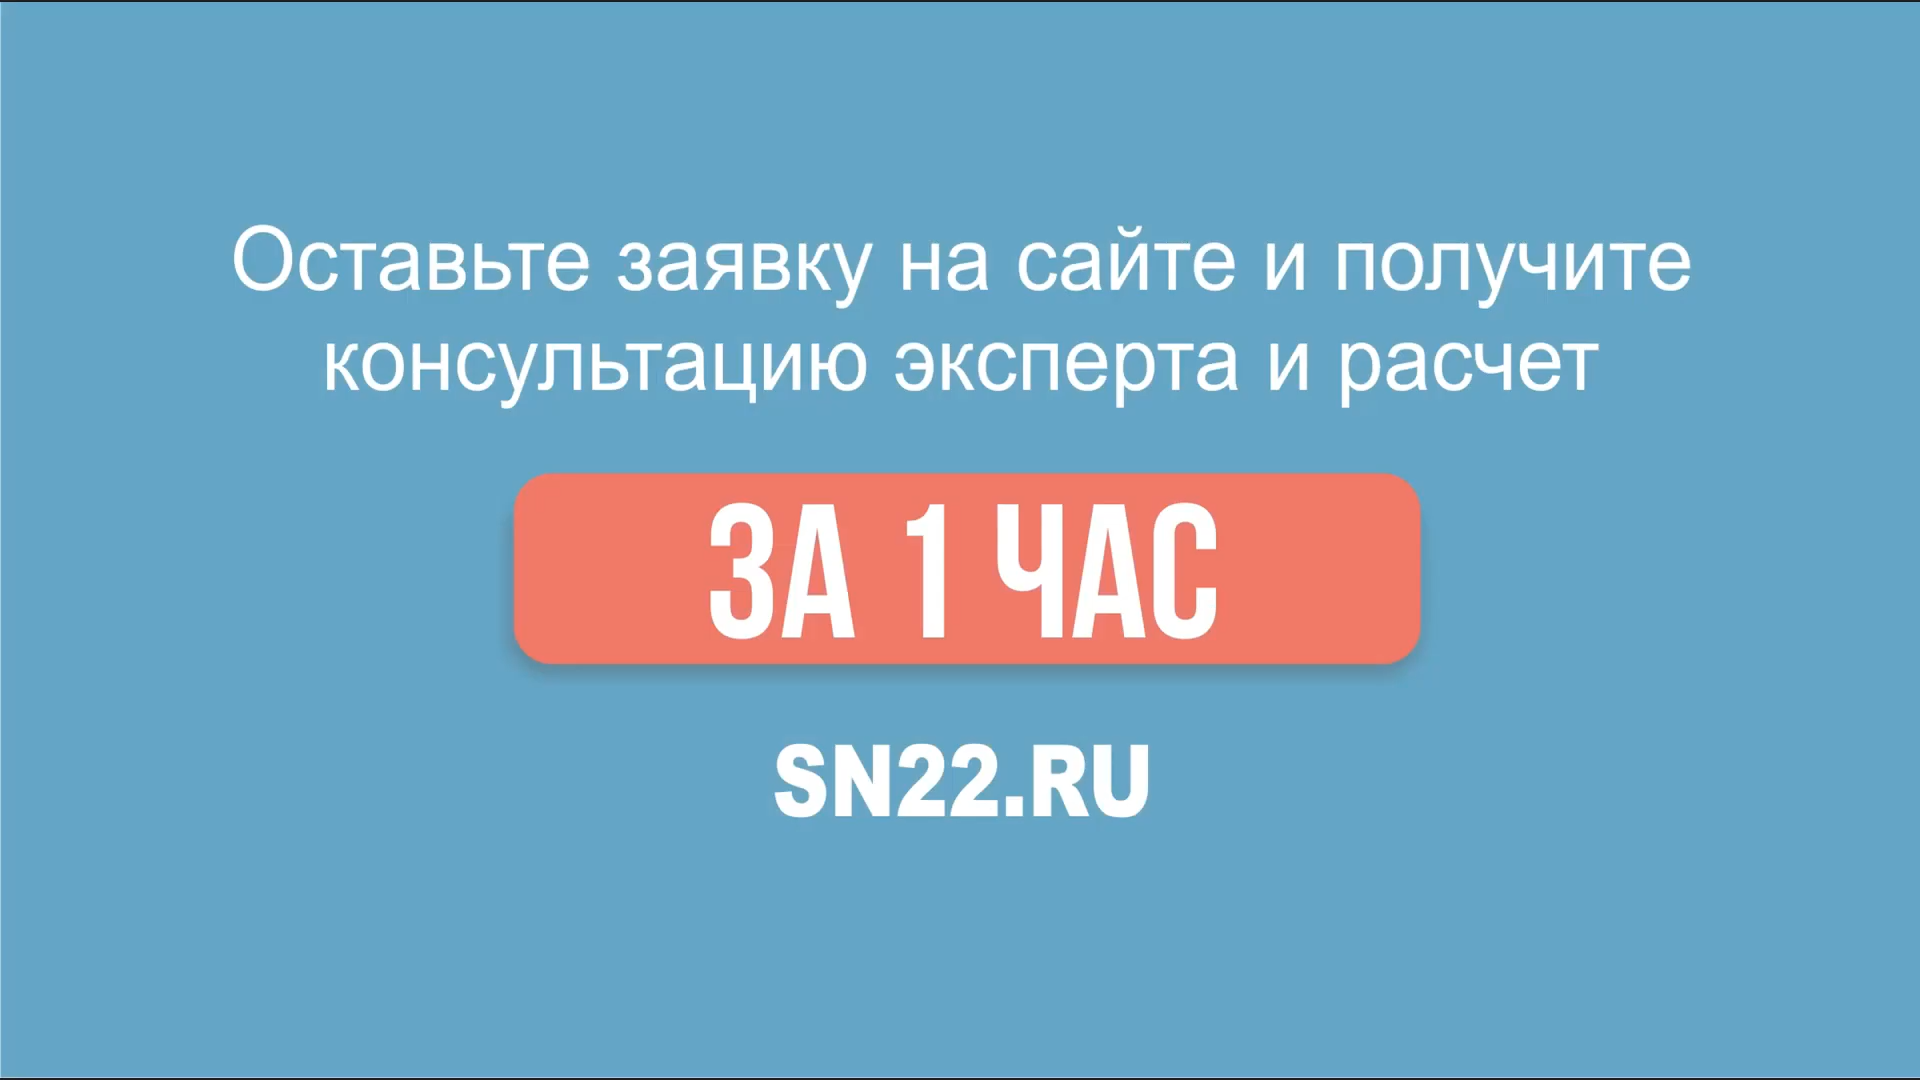 Оставьте заявку на сайте и получите
консультацию эксперта и расчет
ЗА 1 ЧАС
SN22.RU